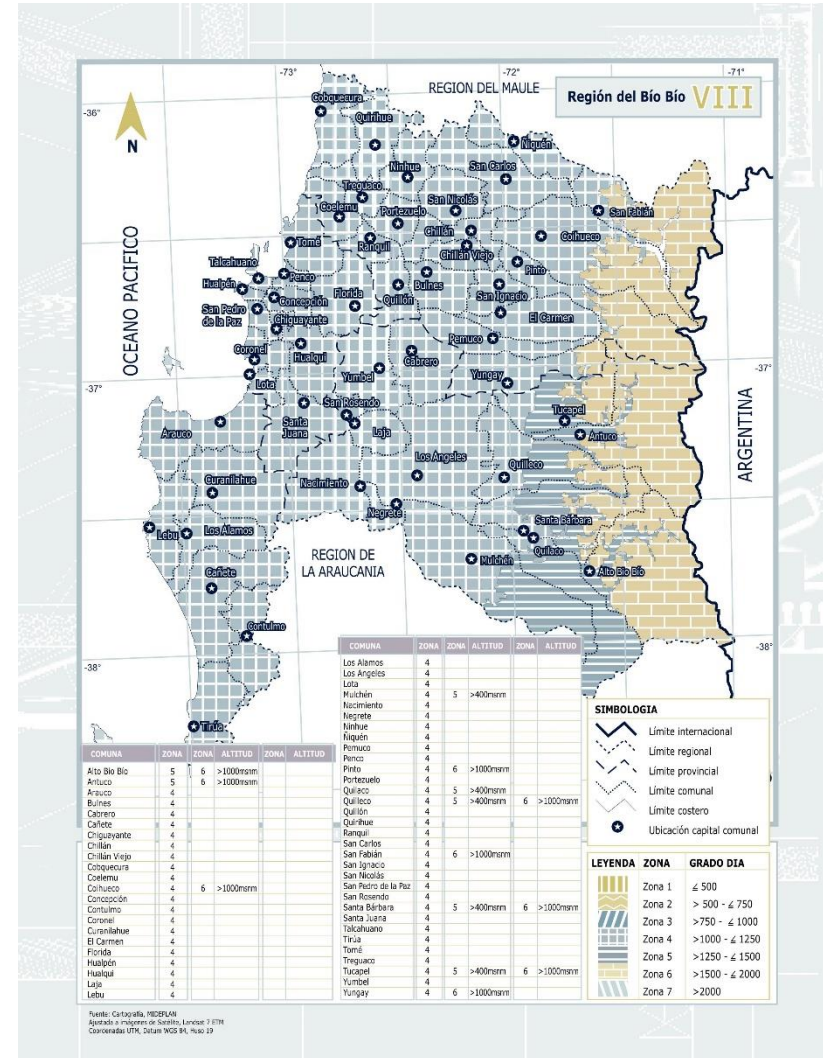 -73°
-72°
-71°
REGION DEL MAULE
Región del Bío Bío VIII
-36°
N
OCEANO PACIFICO
ARGENTINA
Cobquecura
Quirihue
Ñiquén
Ninhue
San Carlos
Treguaco
San Nicolás
Coelemu
Portezuelo
San Fabián
Tomé
Ranquil
Chillán
Coihueco
Chillán Viejo
Talcahuano
Penco
Pinto
Hualpén
Concepción
Florida
Quillón
Bulnes
San Ignacio
San Pedro
de la Paz
Chiguayante
El Carmen
Coronel
Hualqui
Cabrero
Pemuco
-37°
-37°
Lota
Yumbel
Yungay
San Rosendo
Tucapel
Arauco
Santa
Juana
Laja
Antuco
Curanilahue
Nacimiento
Los Angeles
Quilleco
Negrete
Lebu
Los Alamos
Santa Bárbara
Quilaco
REGION DE
LA ARAUCANIA
Mulchén
Alto Bío Bío
Cañete
Contulmo
-38°
-38°
Tirúa
COMUNA ZONA ZONA ALTITUD ZONA ALTITUD
Alto Bio Bío 5 6 >1000msnm
Antuco 5 6 >1000msnm
Arauco 4
Bulnes 4
Cabrero 4
Cañete 4
Chiguayante 4
Chillán 4
Chillán Viejo 4
Cobquecura 4
Coelemu 4
Coihueco 4 6 >1000msnm
Concepción 4
Contulmo 4
Coronel 4
Curanilahue 4
El Carmen 4
Florida 4
Hualpén 4
Hualqui 4
Laja 4
Lebu 4
COMUNA ZONA ZONA ALTITUD ZONA ALTITUD
Los Alamos 4
Los Angeles 4
Lota 4
Mulchén 4 5 >400msnm
Nacimiento 4
Negrete 4
Ninhue 4
Ñiquén 4
Pemuco 4
Penco 4
Pinto 4 6 >1000msnm
Portezuelo 4
Quilaco 4 5 >400msnm
Quilleco 4 5 >400msnm 6 >1000msnm
Quillón 4
Quirihue 4
Ranquil 4
San Carlos 4
San Fabián 4 6 >1000msnm
San Ignacio 4
San Nicolás 4
San Pedro de la Paz 4
San Rosendo 4
Santa Bárbara 4 5 >400msnm 6 >1000msnm
Santa Juana 4
Talcahuano 4
Tirúa 4
Tomé 4
Treguaco 4
Tucapel 4 5 >400msnm 6 >1000msnm
Yumbel 4
Yungay 4 6 >1000msnm
SIMBOLOGIA
Límite internacional
Límite regional
Límite provincial
Límite comunal
Límite costero
Ubicación capital comunal
LEYENDA ZONA GRADO DIA
Zona 1 ≤ 500
Zona 2 > 500 - ≤ 750
Zona 3 >750 - ≤ 1000
Zona 4 >1000 - ≤ 1250
Zona 5 >1250 - ≤ 1500
Zona 6 >1500 - ≤ 2000
Zona 7 >2000
Fuente: Cartografía, MIDEPLAN
Ajustada a imágenes de Satélite, Landsat 7 ETM
Coordenadas UTM, Datum WGS 84, Huso 19